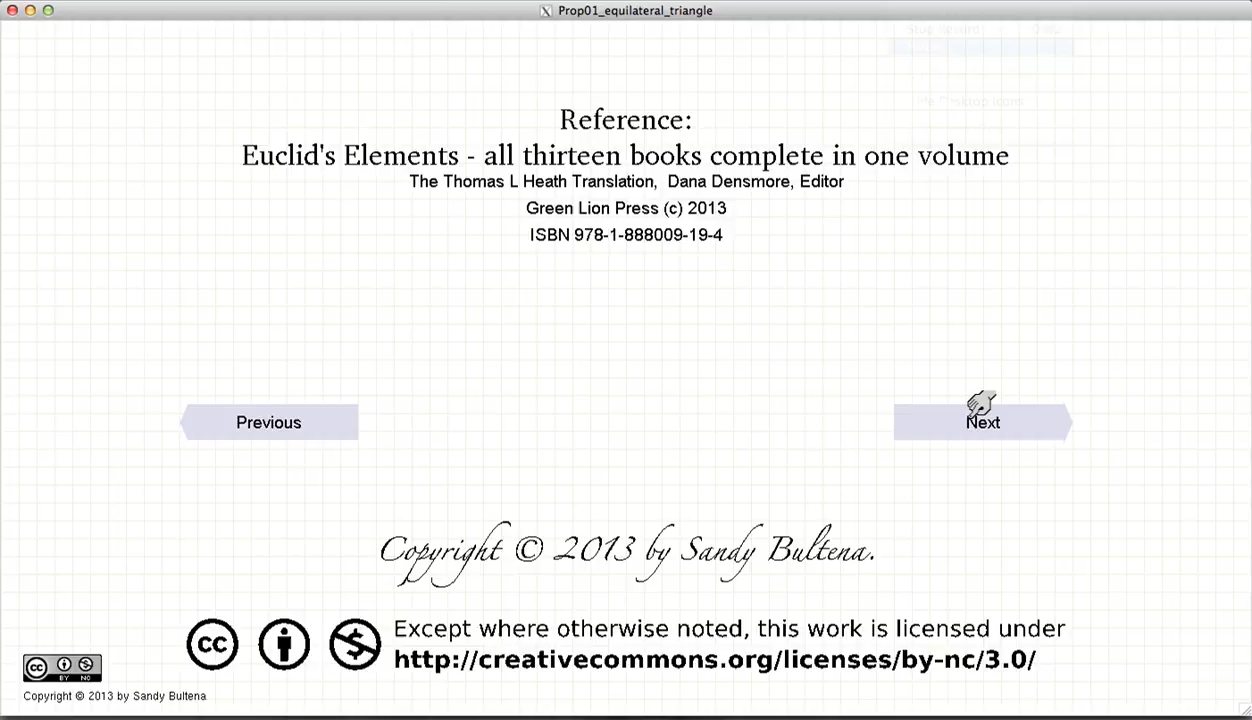 Prop01_equilateral_triangle
Reference:
Euclid's Elements - all thirteen books complete in one volume
The Thomas L Heath Translation, Dana Densmore, Editor
Green Lion Press (c) 2013
ISBN 978-1-888009-19-4
Previous
Next
Copyright © 2013 by Sandy Bultena.
Except where otherwise noted, this work is licensed under
http://creativecommons.org/licenses/by-nc/3.0/
BY NC
Copyright © 2013 by Sandy Bultena